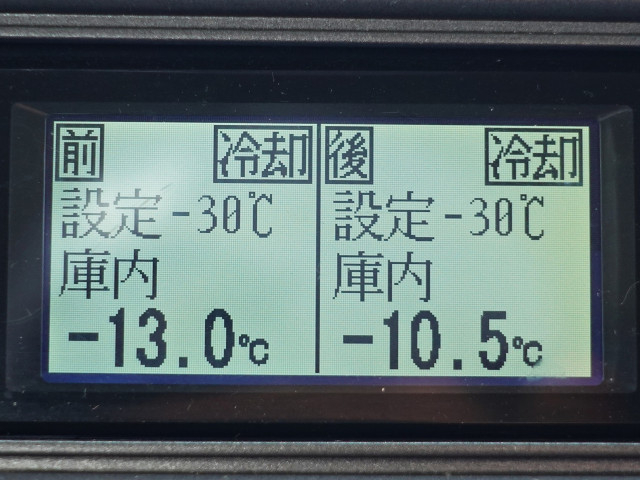 前 冷却
設定-30℃
庫内
-13.0℃
後 冷却
設定-30℃
庫内
-10.5℃